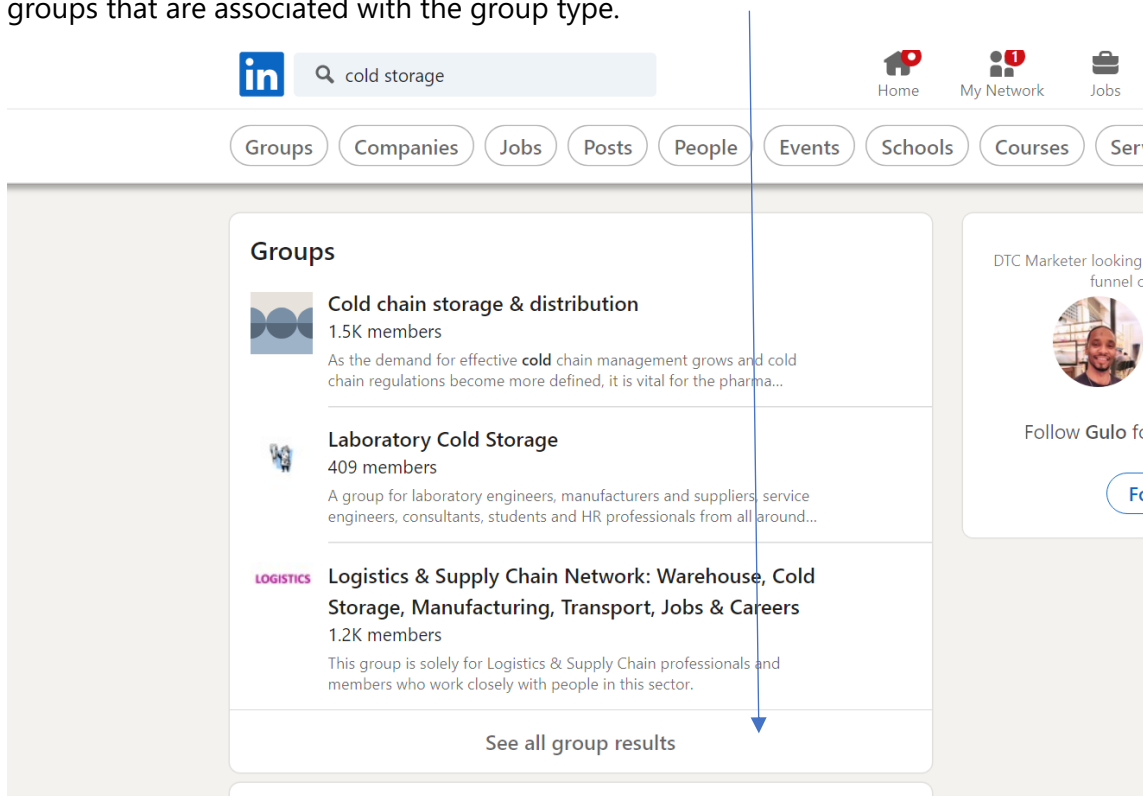 groups that are associated with the group type.
in
cold storage
Home
My Network
1
Jobs
Groups
Companies
Jobs
Posts
People
Events
Schools
Courses
Ser
Groups
Cold chain storage & distribution
1.5K members
As the demand for effective cold chain management grows and cold
chain regulations become more defined, it is vital for the pharma...
Laboratory Cold Storage
409 members
A group for laboratory engineers, manufacturers and suppliers, service
engineers, consultants, students and HR professionals from all around...
LOGISTICS
Logistics & Supply Chain Network: Warehouse, Cold
Storage, Manufacturing, Transport, Jobs & Careers
1.2K members
This group is solely for Logistics & Supply Chain professionals and
members who work closely with people in this sector.
See all group results
DTC Marketer looking
funnel
Follow Gulo fo
Fo